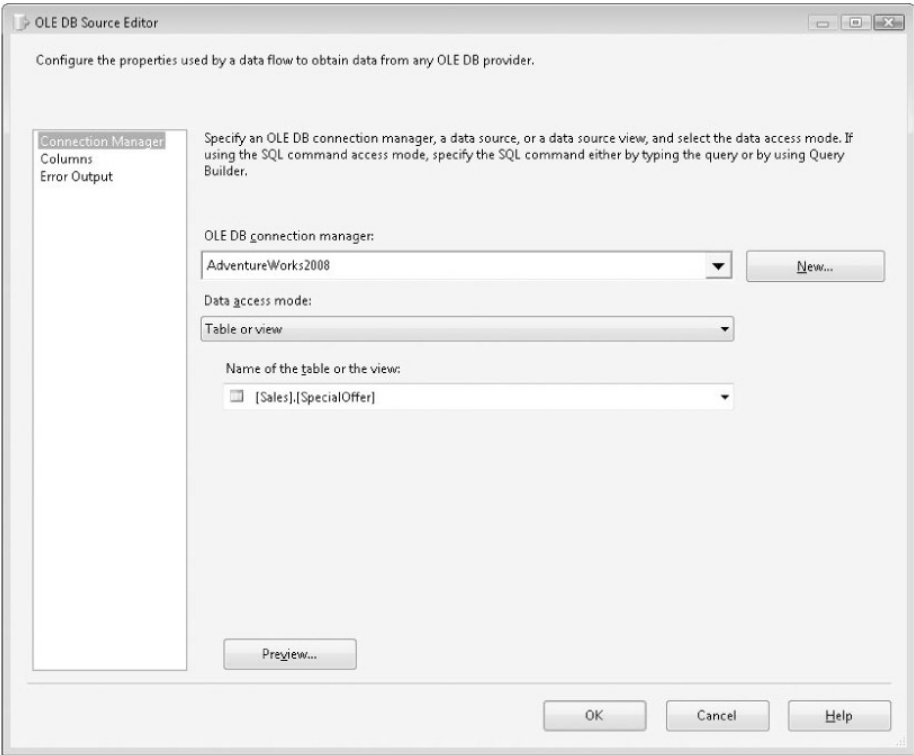 OLE DB Source Editor
Configure the properties used by a data flow to obtain data from any OLE DB provider.
Connection Manager
Columns
Error Output
Specify an OLE DB connection manager, a data source, or a data source view, and select the data access mode. If
using the SQL command access mode, specify the SQL command either by typing the query or by using Query
Builder.
OLE DB connection manager:
AdventureWorks2008
New...
Data access mode:
Table or view
Name of the table or the view:
[Sales].[SpecialOffer]
Preview...
OK
Cancel
Help